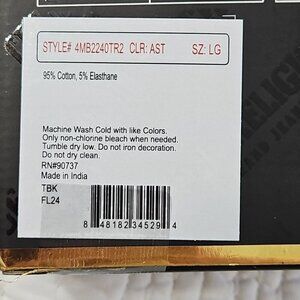 STYLE# 4MB2240TR2 CLR: AST SZ: LG
95% Cotton, 5% Elasthane
Machine Wash Cold with like Colors.
Only non-chlorine bleach when needed.
Tumble dry low. Do not iron decoration.
Do not dry clean.
RN#90737
Made in India
TBK
FL24
8 48182 34529 4